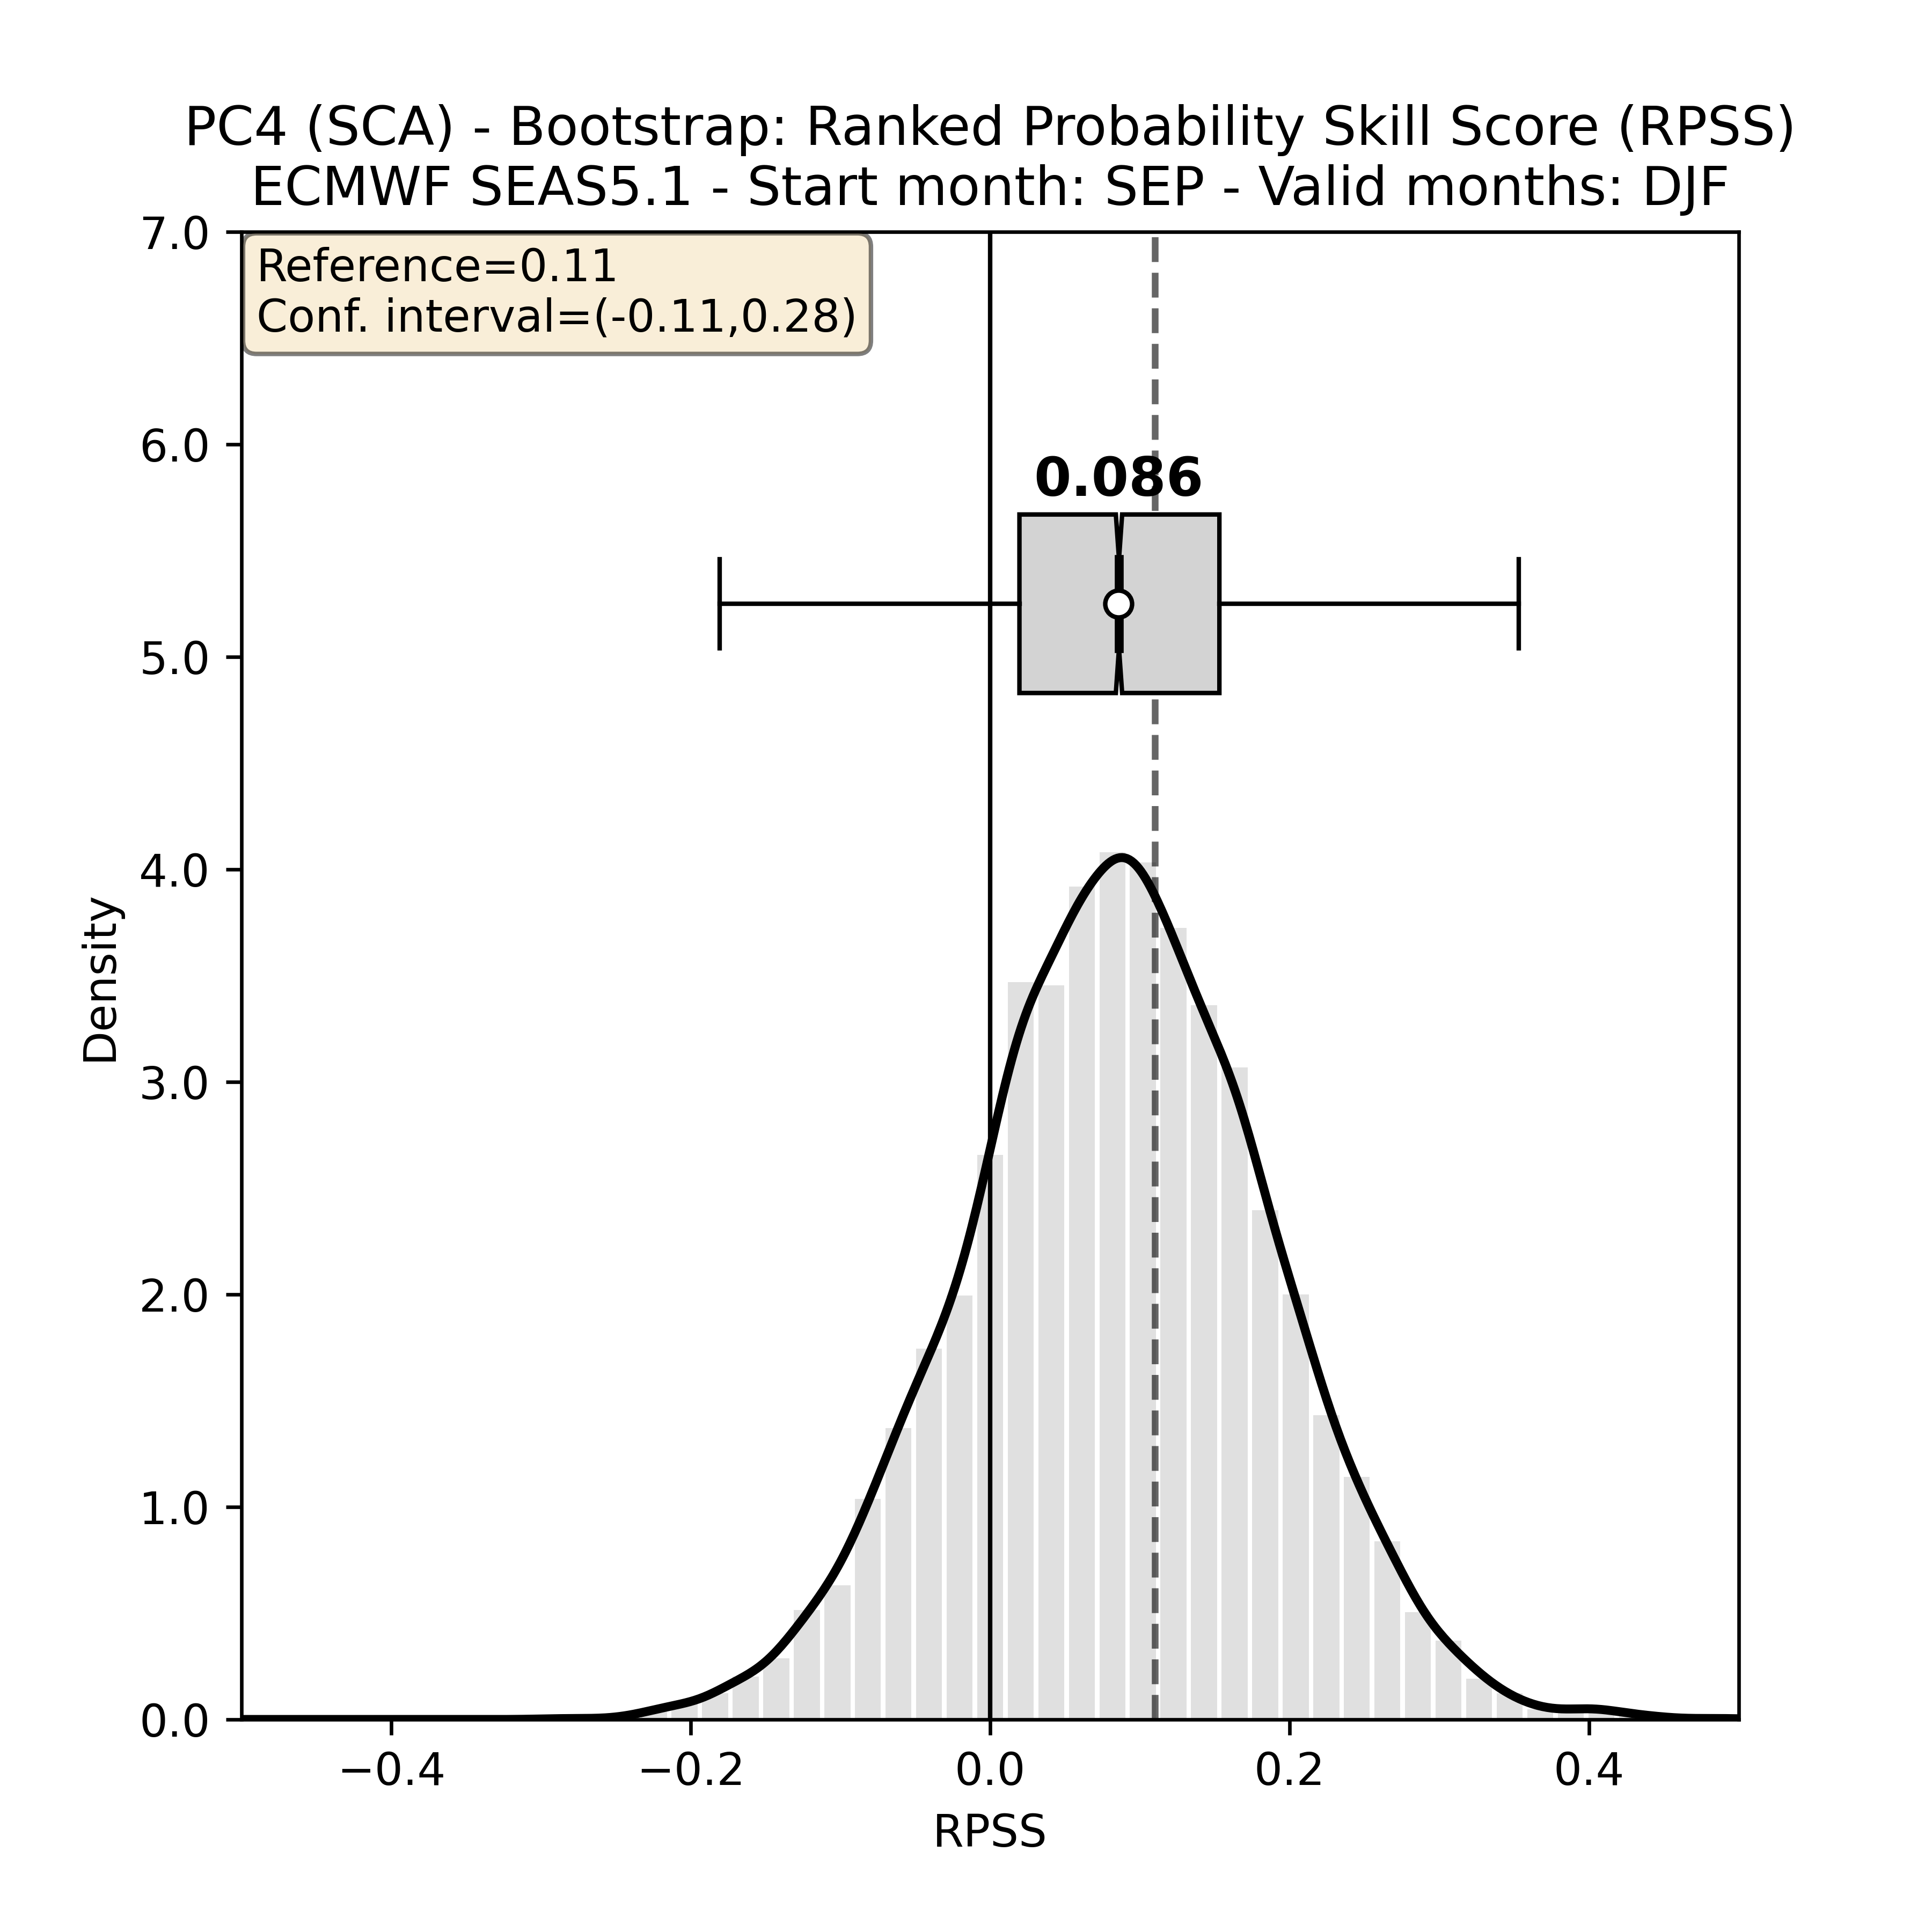 PC4 (SCA) - Bootstrap: Ranked Probability Skill Score (RPSS)
ECMWF SEAS5.1 - Start month: SEP - Valid months: DJF
Reference=0.11
Conf. interval=(-0.11,0.28)
0.086
7.0
6.0
5.0
4.0
3.0
2.0
1.0
0.0
Density
−0.4
−0.2
0.0
0.2
0.4
RPSS